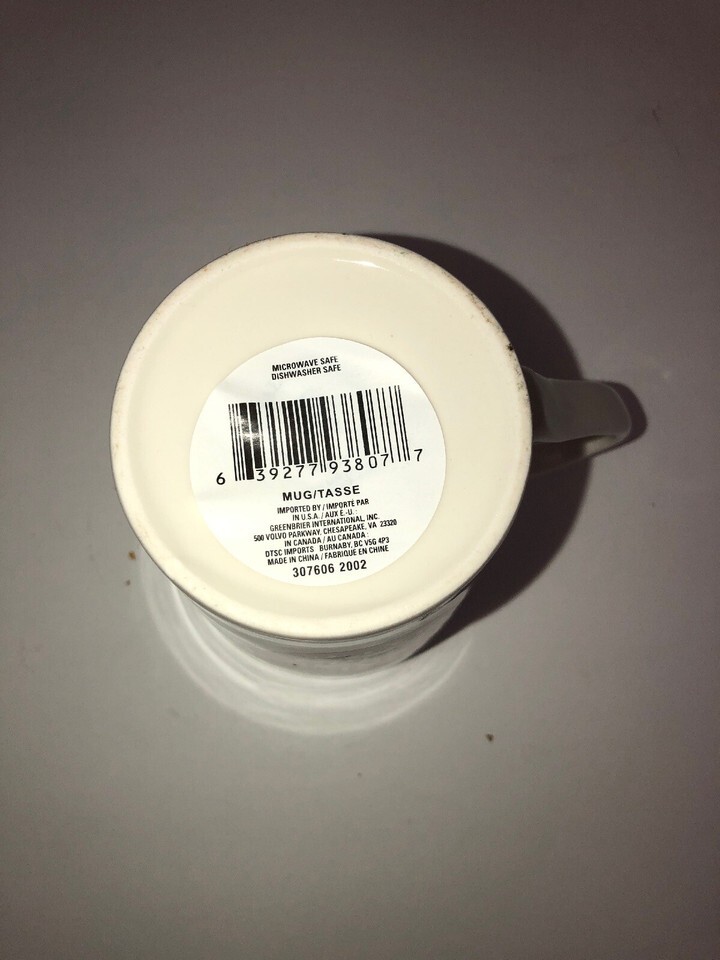 MICROWAVE SAFE
DISHWASHER SAFE
6 39277 93807 7
MUG/TASSE
IMPORTED BY / IMPORTÉ PAR
IN U.S.A. / AUX É.-U. :
GREENBRIER INTERNATIONAL, INC.
500 VOLVO PARKWAY, CHESAPEAKE, VA 23320
IN CANADA / AU CANADA :
DTSC IMPORTS BURNABY, BC V5G 4P3
MADE IN CHINA / FABRIQUÉ EN CHINE
307606 2002